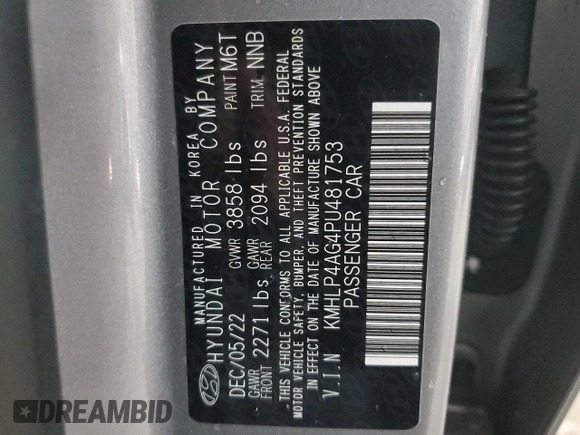 MANUFACTURED IN KOREA BY
HYUNDAI MOTOR COMPANY
DEC/05/22 GVWR 3858 lbs PAINT M6T
GAWR FRONT 2271 lbs GAWR REAR 2094 lbs TRIM NNB
THIS VEHICLE CONFORMS TO ALL APPLICABLE U.S.A. FEDERAL
MOTOR VEHICLE SAFETY, BUMPER, AND THEFT PREVENTION STANDARDS
IN EFFECT ON THE DATE OF MANUFACTURE SHOWN ABOVE
V.I.N KMHLP4AG4PU481753
PASSENGER CAR
DREAMBID